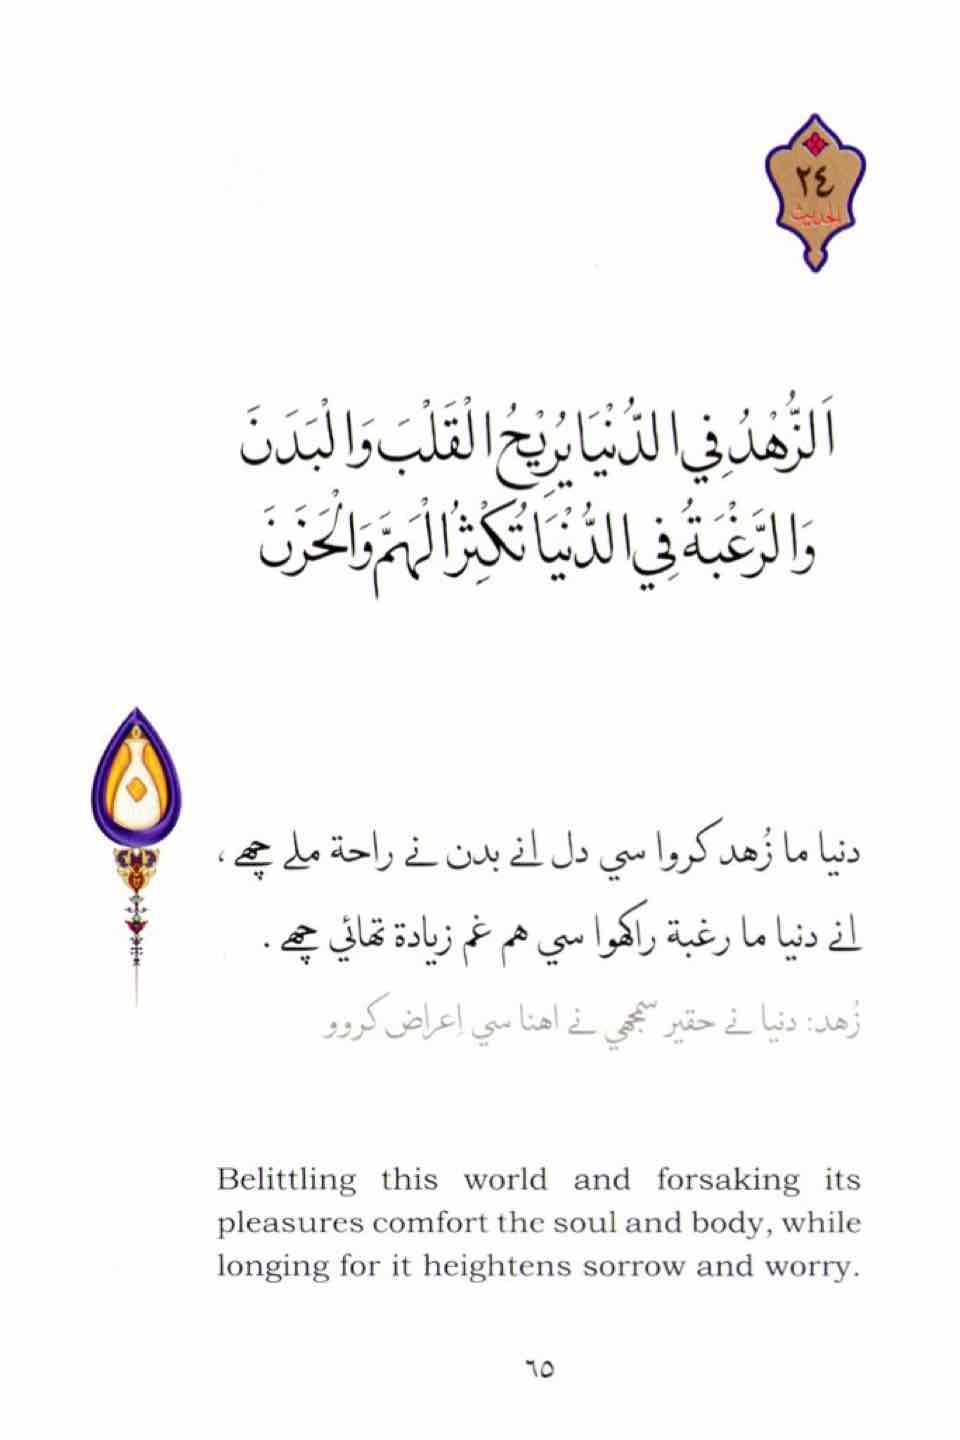 ٢٤
الحديث
اَلزُّهْدُ فِي الدُّنْيَا يُرِيْحُ الْقَلْبَ وَالْبَدَنَ
وَالرَّغْبَةُ فِي الدُّنْيَا تُكْثِرُ الْهَمَّ وَالْحَزَنَ
دنيا ما زُهد كروا سي دل انے بدن نے راحة ملے چھے ،
انے دنيا ما رغبة راكھوا سي هم غم زيادة تھائي چھے .
زُهد: دنيا نے حقير سمجھي نے اهنا سي اِعراض كروو
Belittling this world and forsaking its
pleasures comfort the soul and body, while
longing for it heightens sorrow and worry.
٦٥